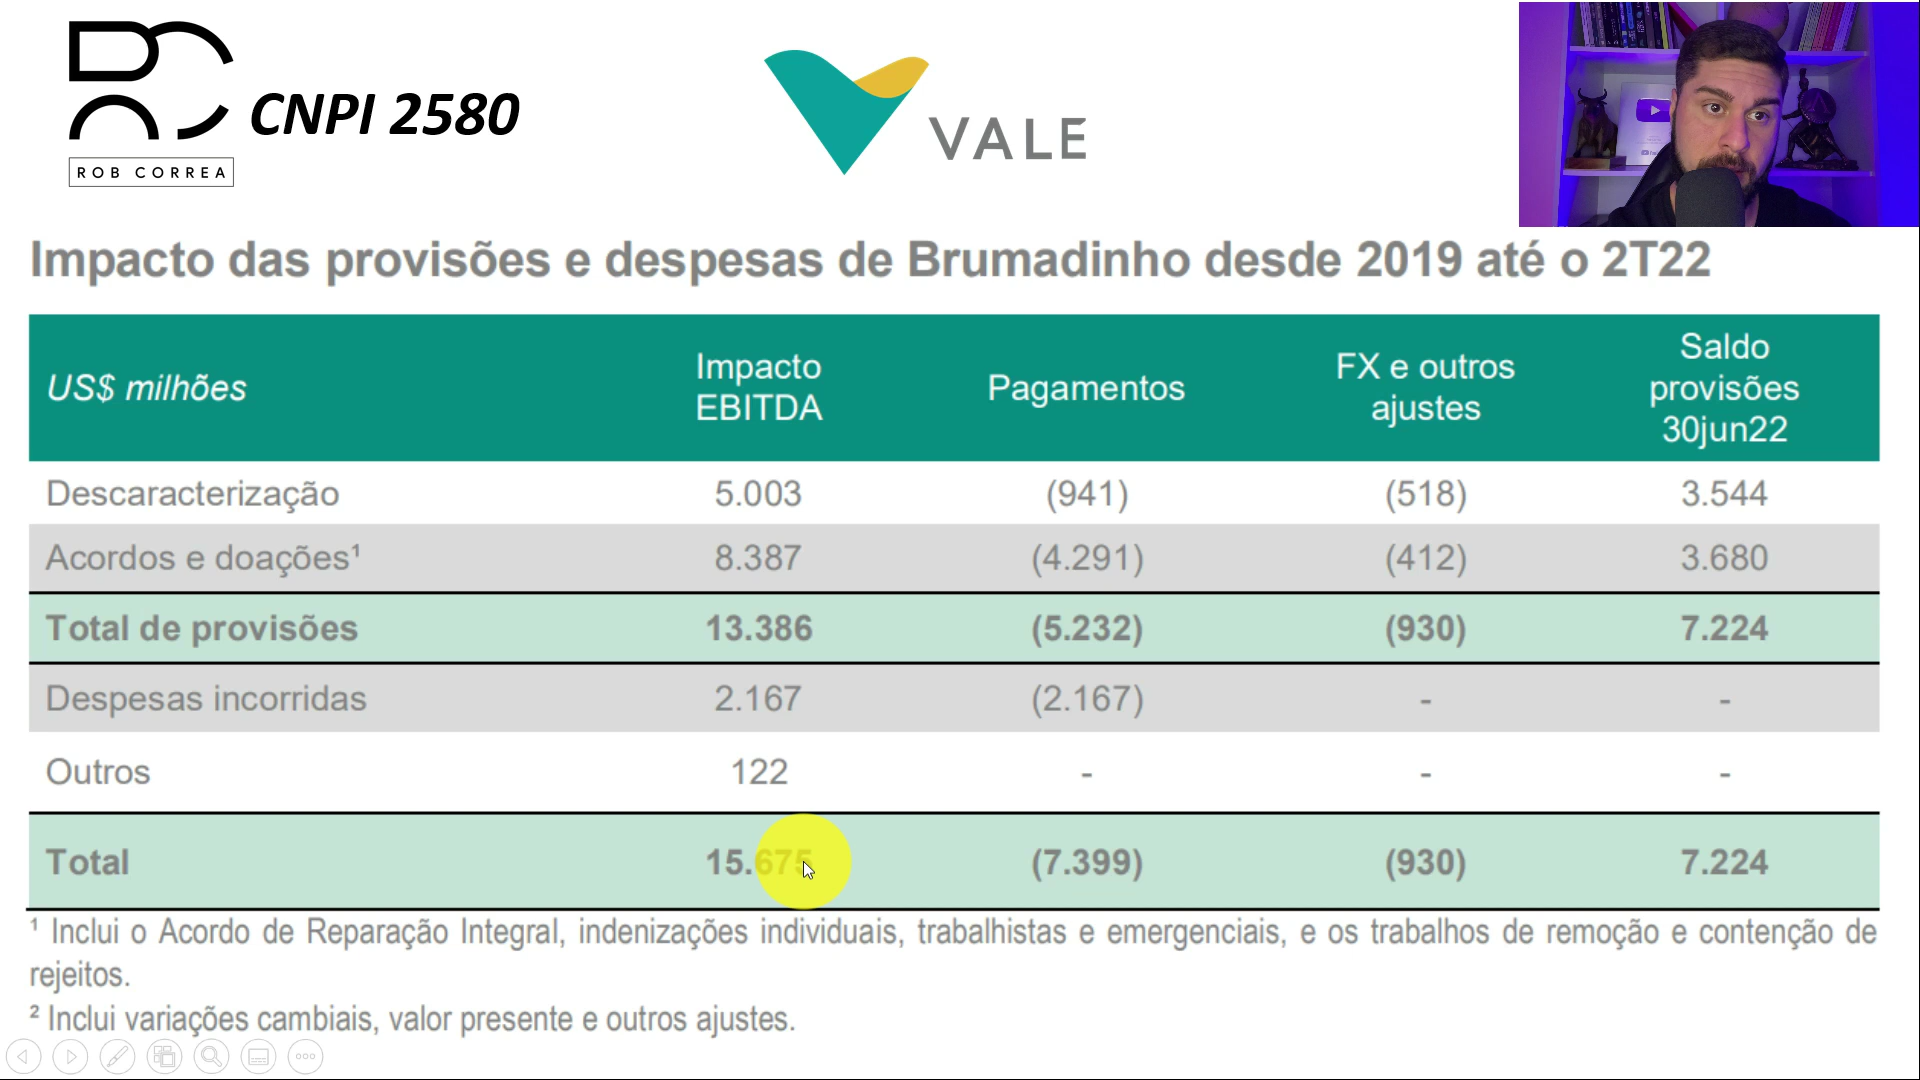 ROB CORREA
CNPI 2580
VALE
Impacto das provisões e despesas de Brumadinho desde 2019 até o 2T22
US$ milhões
Impacto EBITDA
Pagamentos
FX e outros ajustes
Saldo provisões 30jun22
Descaracterização 5.003 (941) (518) 3.544
Acordos e doações¹ 8.387 (4.291) (412) 3.680
Total de provisões 13.386 (5.232) (930) 7.224
Despesas incorridas 2.167 (2.167) - -
Outros 122 - - -
Total 15.675 (7.399) (930) 7.224
¹ Inclui o Acordo de Reparação Integral, indenizações individuais, trabalhistas e emergenciais, e os trabalhos de remoção e contenção de
rejeitos.
² Inclui variações cambiais, valor presente e outros ajustes.